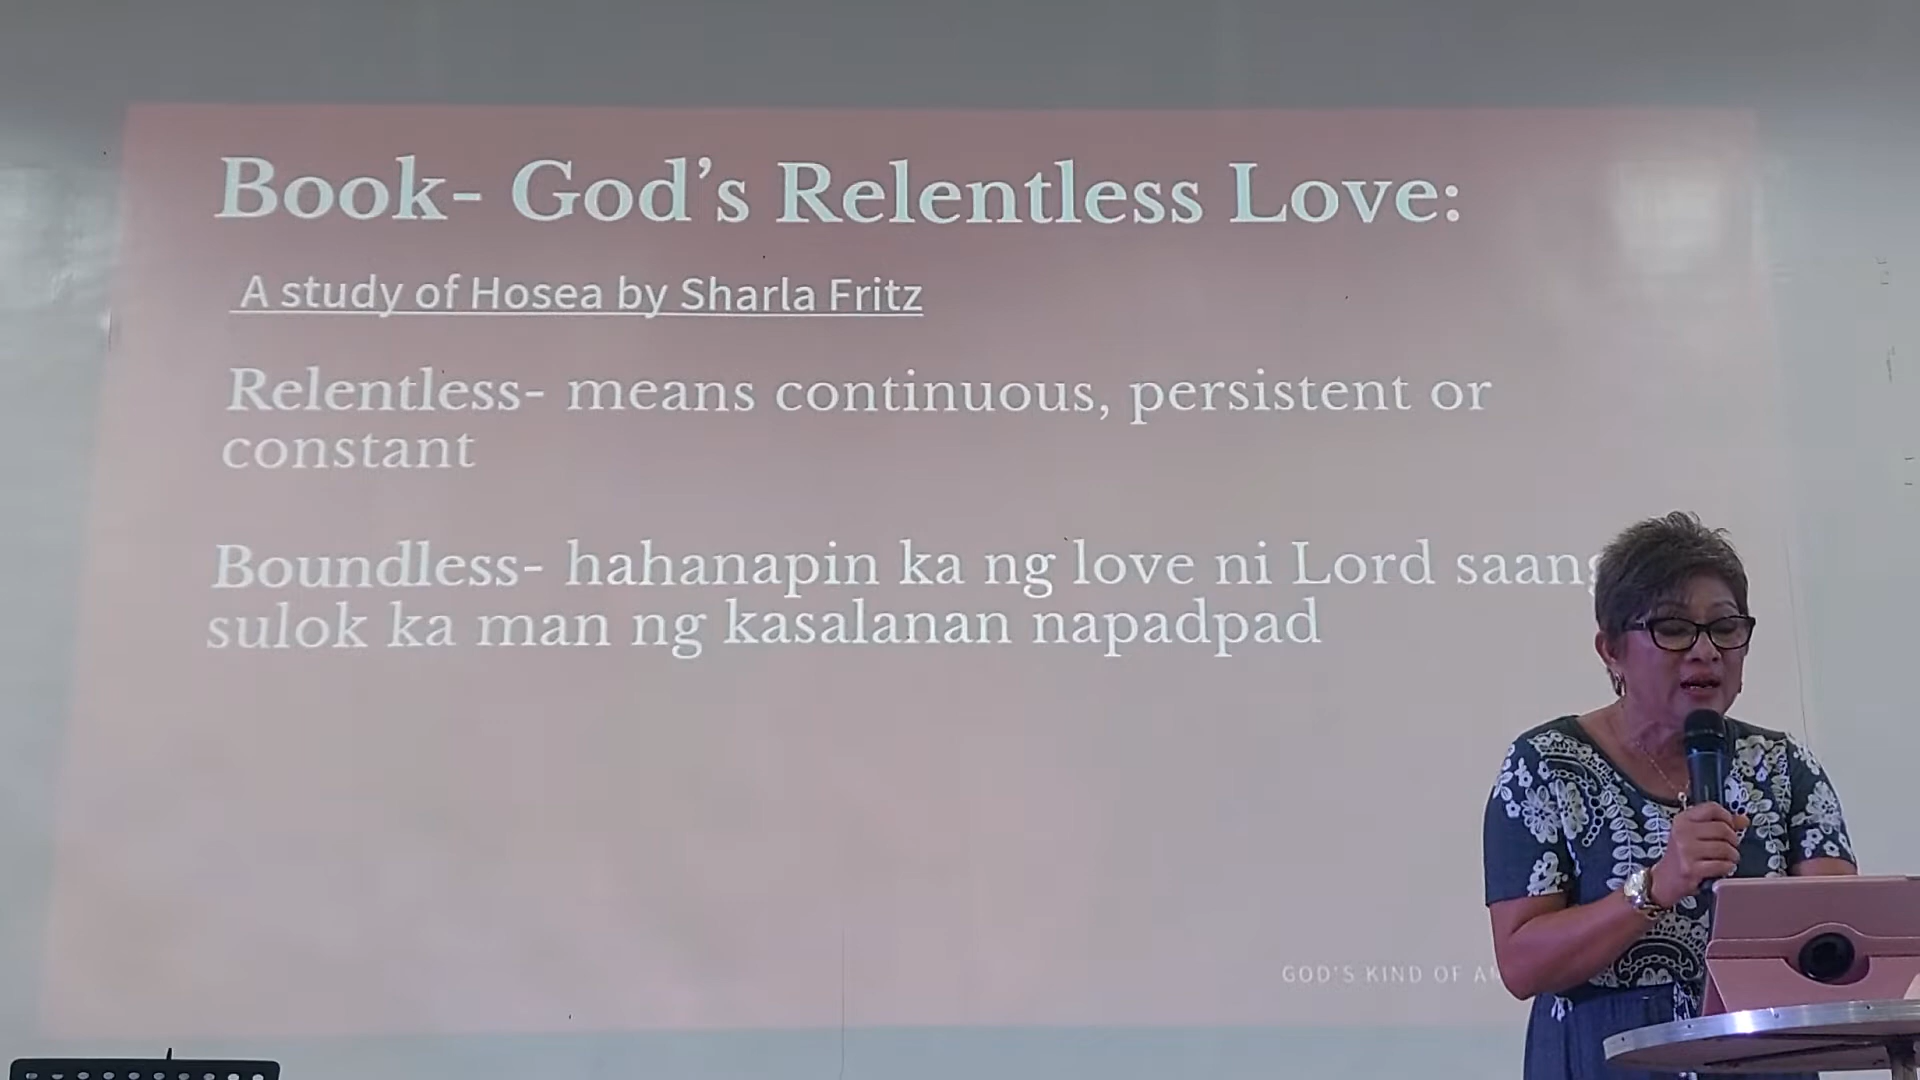 Book- God's Relentless Love:
A study of Hosea by Sharla Fritz
Relentless- means continuous, persistent or
constant
Boundless- hahanapin ka ng love ni Lord saang
sulok ka man ng kasalanan napadpad
GOD'S KIND OF